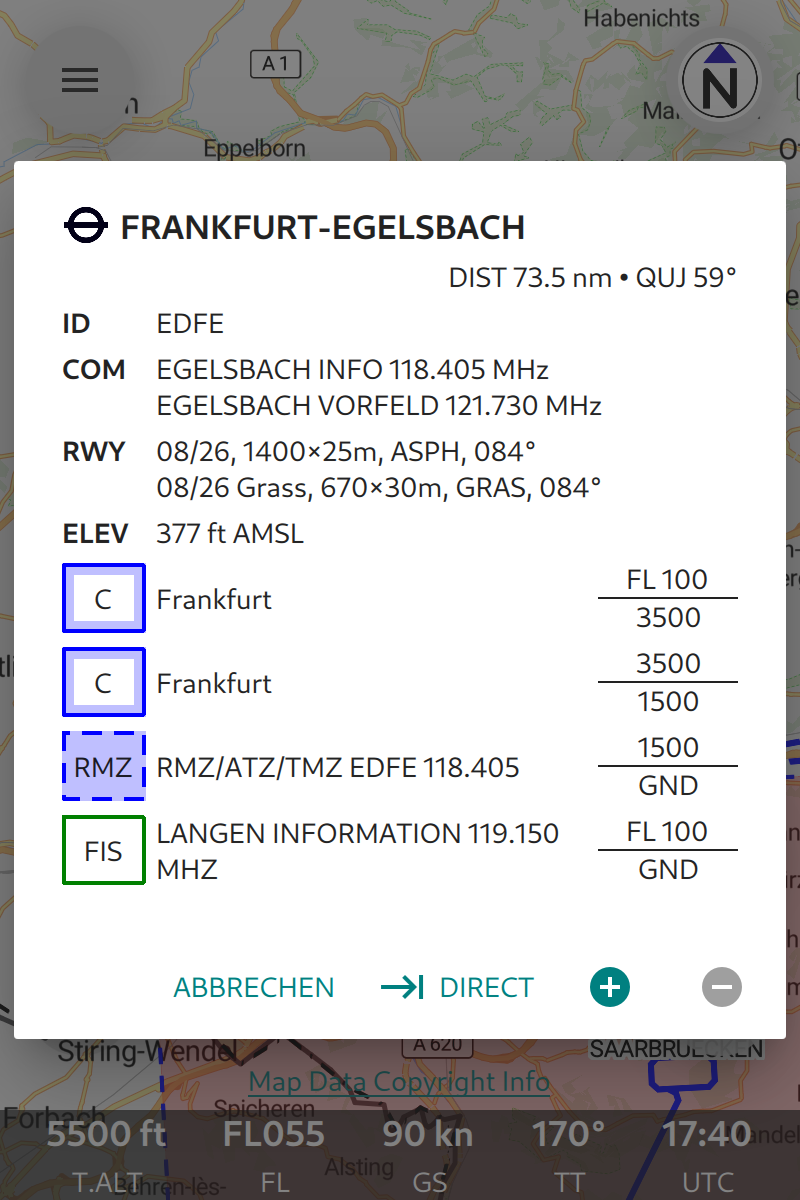 Habenichts
A 1
N
Eppelborn
FRANKFURT-EGELSBACH
DIST 73.5 nm • QUJ 59°
ID EDFE
COM EGELSBACH INFO 118.405 MHz
EGELSBACH VORFELD 121.730 MHz
RWY 08/26, 1400×25m, ASPH, 084°
08/26 Grass, 670×30m, GRAS, 084°
ELEV 377 ft AMSL
C Frankfurt FL 100
3500
C Frankfurt 3500
1500
RMZ RMZ/ATZ/TMZ EDFE 118.405 1500
GND
FIS LANGEN INFORMATION 119.150 MHZ FL 100
GND
ABBRECHEN DIRECT
Stiring-Wendel A 620 SAARBRUECKEN
Map Data Copyright Info
Forbach Spicheren
5500 ft FL055 90 kn 170° 17:40
Alsting
Behren-lès-
T.ALT FL GS TT UTC